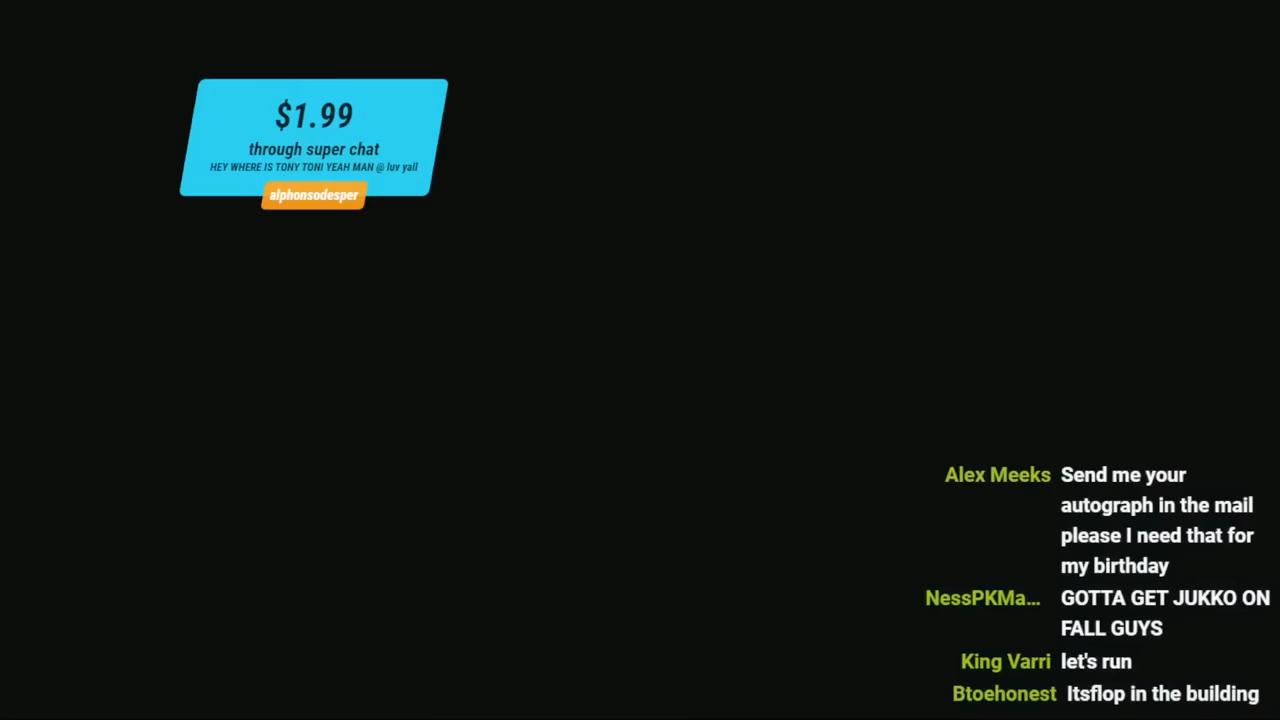 $1.99
through super chat
HEY WHERE IS TONY TONI YEAH MAN @ luv yall
alphonsodesper
Alex Meeks Send me your
autograph in the mail
please I need that for
my birthday
NessPKMa... GOTTA GET JUKKO ON
FALL GUYS
King Varri let's run
Btoehonest Itsflop in the building